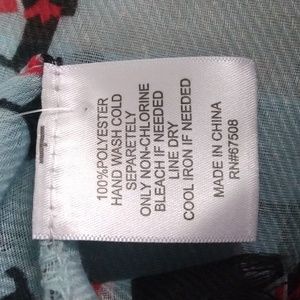 100%POLYESTER
HAND WASH COLD
SEPARETELY
ONLY NON-CHLORINE
BLEACH IF NEEDED
LINE DRY
COOL IRON IF NEEDED
MADE IN CHINA
RN#67508